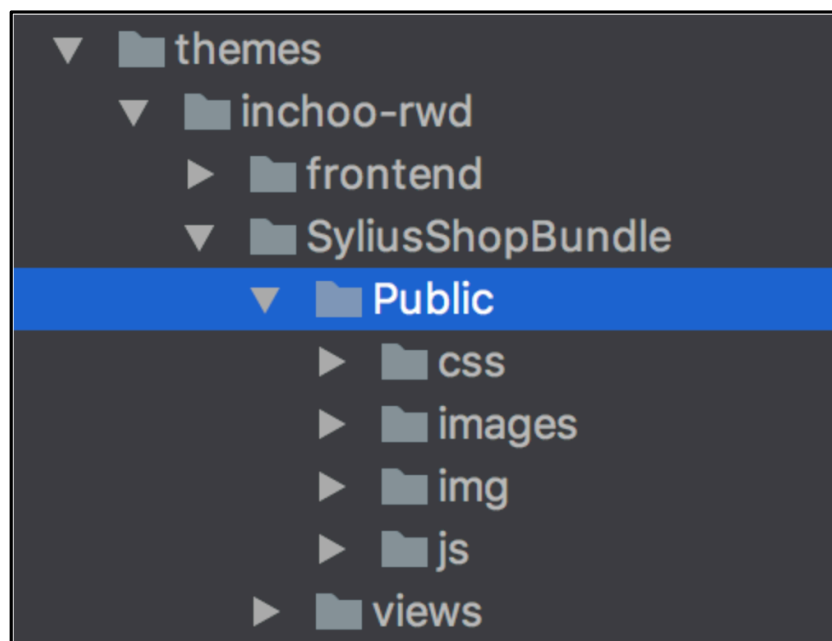 themes
inchoo-rwd
frontend
SyliusShopBundle
Public
css
images
img
js
views